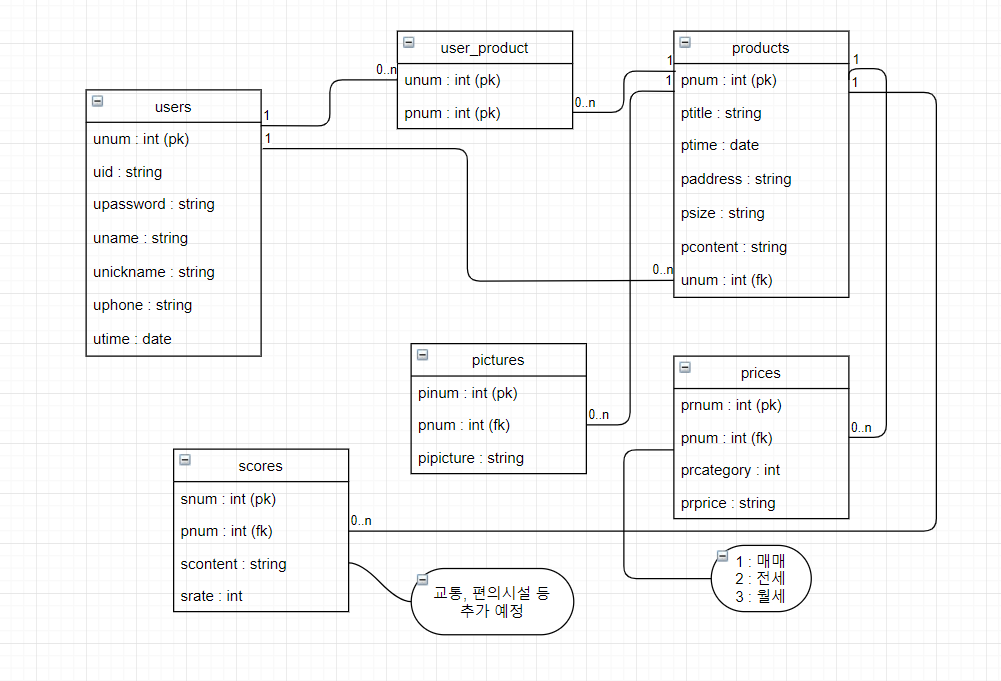 user_product
unum : int (pk)
pnum : int (pk)
products
pnum : int (pk)
ptitle : string
ptime : date
paddress : string
psize : string
pcontent : string
unum : int (fk)
users
unum : int (pk)
uid : string
upassword : string
uname : string
unickname : string
uphone : string
utime : date
0..n
1
1
0..n
1
1
1
1
0..n
pictures
pinum : int (pk)
pnum : int (fk)
pipicture : string
0..n
prices
prnum : int (pk)
pnum : int (fk)
prcategory : int
prprice : string
0..n
scores
snum : int (pk)
pnum : int (fk)
scontent : string
srate : int
0..n
교통, 편의시설 등
추가 예정
1 : 매매
2 : 전세
3 : 월세